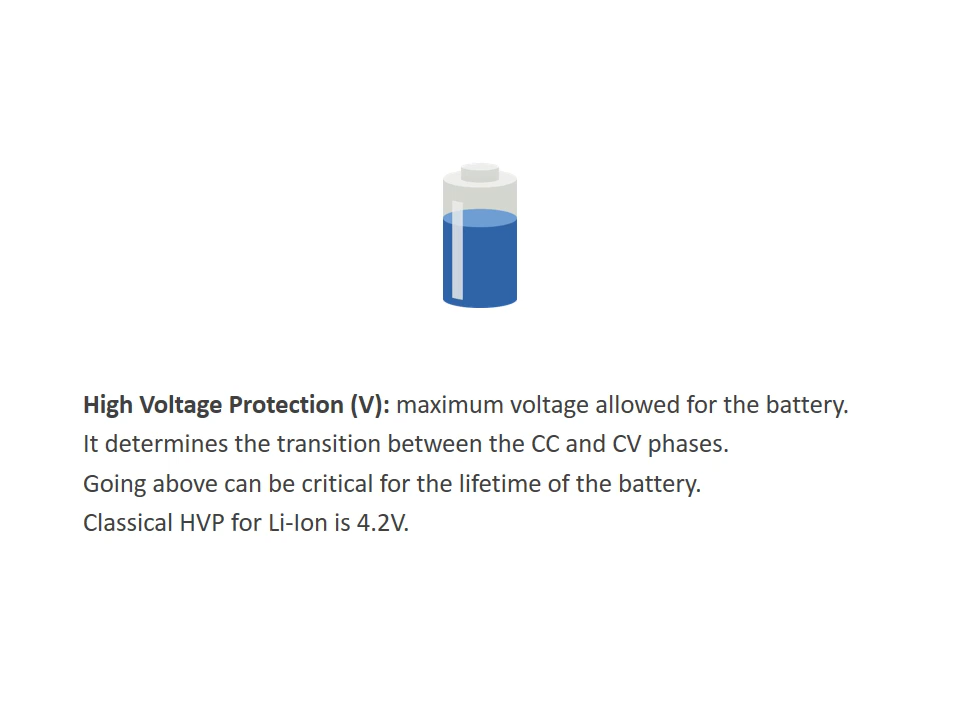 High Voltage Protection (V): maximum voltage allowed for the battery.
It determines the transition between the CC and CV phases.
Going above can be critical for the lifetime of the battery.
Classical HVP for Li-Ion is 4.2V.